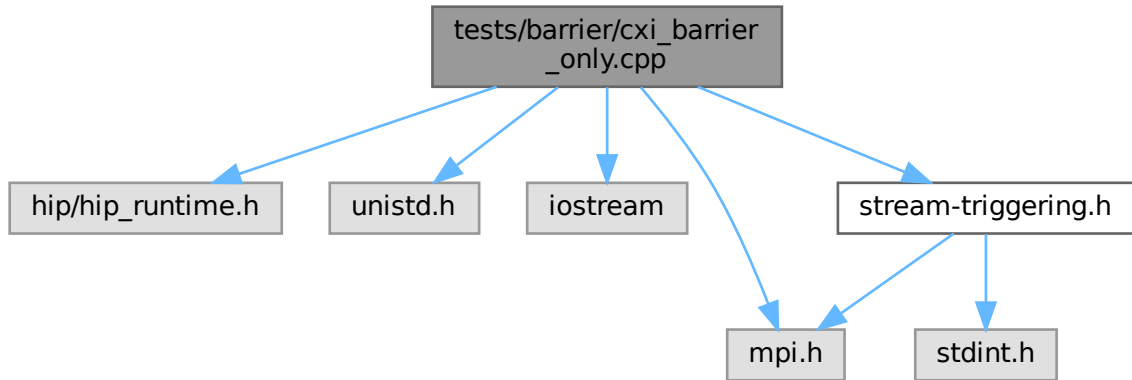 tests/barrier/cxi_barrier
_only.cpp
hip/hip_runtime.h
unistd.h
iostream
stream-triggering.h
mpi.h
stdint.h